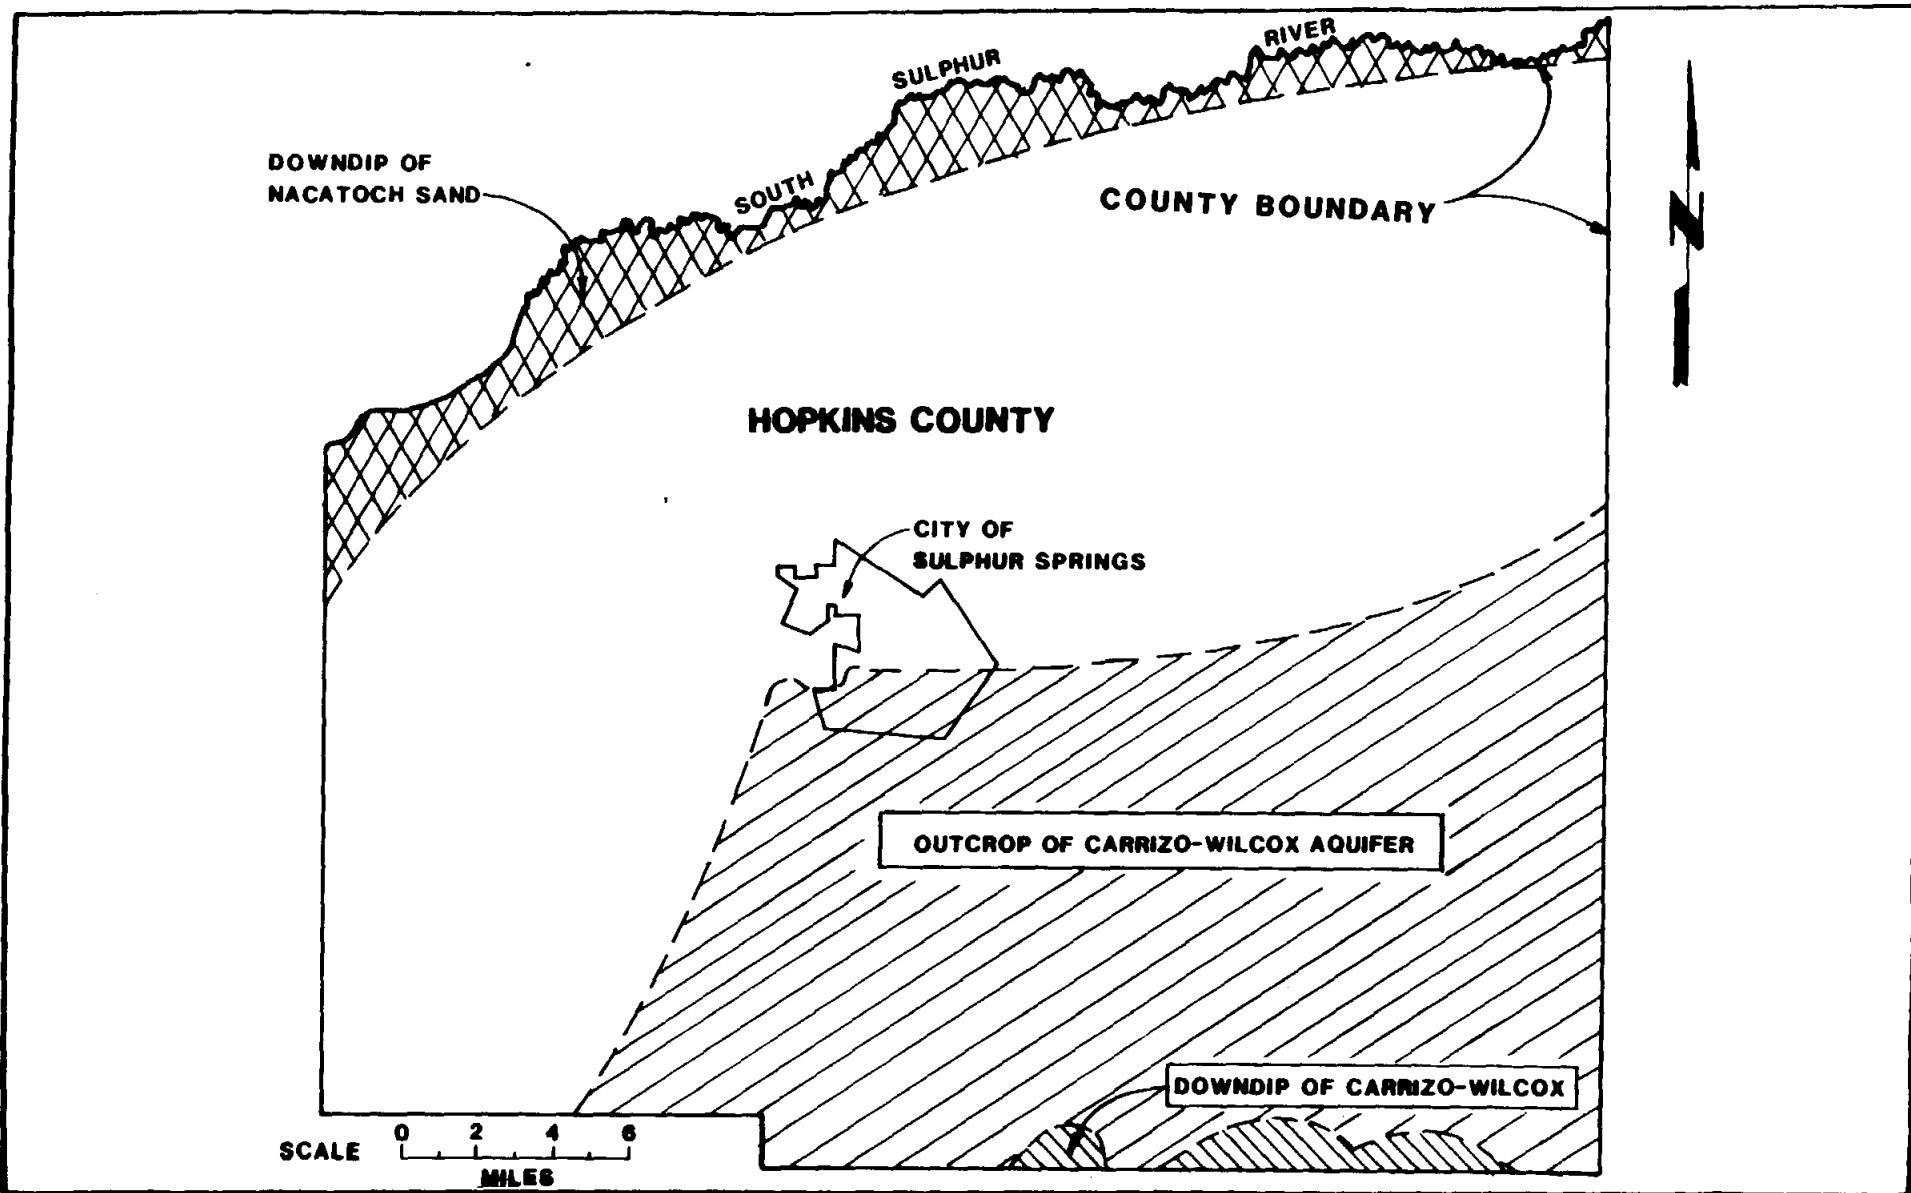 RIVER
SULPHUR
SOUTH
DOWNDIP OF
NACATOCH SAND
COUNTY BOUNDARY
N
HOPKINS COUNTY
CITY OF
SULPHUR SPRINGS
OUTCROP OF CARRIZO-WILCOX AQUIFER
DOWNDIP OF CARRIZO-WILCOX
SCALE 0 2 4 6
MILES